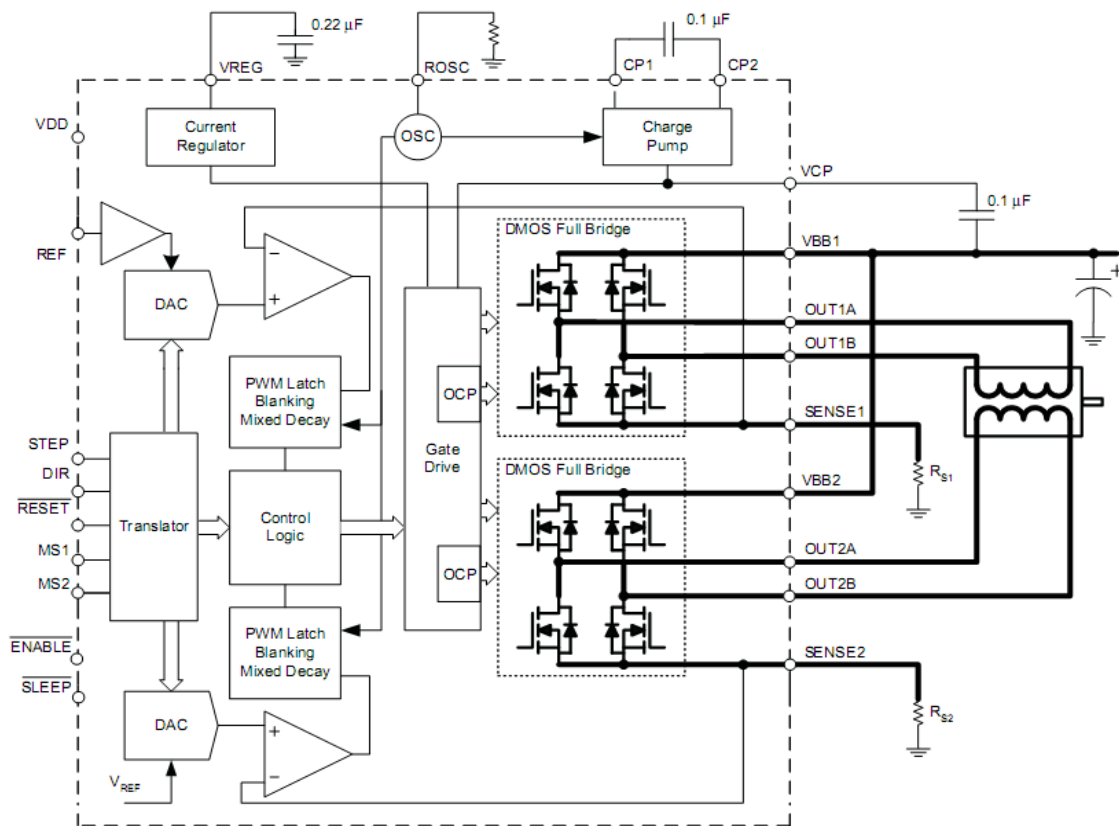 0.22 µF
0.1 µF
VREG
ROSC
CP1
CP2
VDD
Current
Regulator
OSC
Charge
Pump
VCP
0.1 µF
REF
DMOS Full Bridge
VBB1
+
−
DAC
+
OUT1A
OUT1B
PWM Latch
Blanking
Mixed Decay
OCP
SENSE1
STEP
DIR
RESET
MS1
MS2
Translator
Control
Logic
Gate
Drive
DMOS Full Bridge
VBB2
RS1
OUT2A
OCP
OUT2B
PWM Latch
Blanking
Mixed Decay
ENABLE
SLEEP
SENSE2
DAC
+
−
RS2
VREF